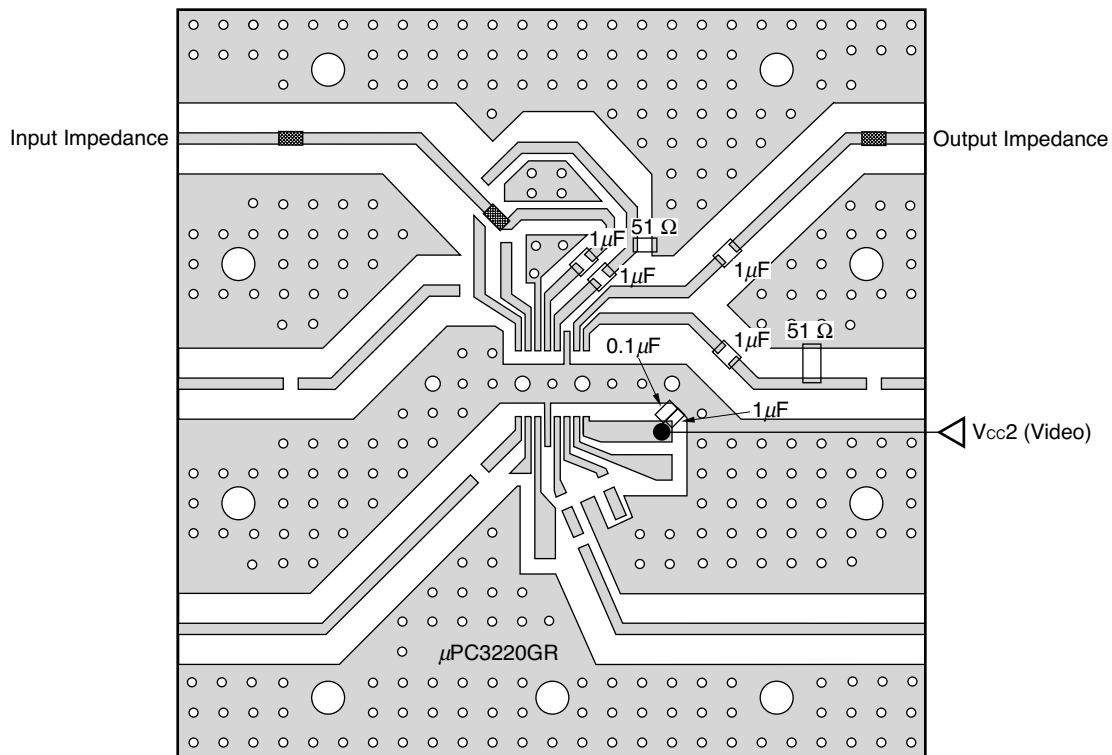 Input Impedance
Output Impedance
51 Ω
1μF
1μF
1μF
1μF
51 Ω
0.1μF
1μF
VCC2 (Video)
μPC3220GR